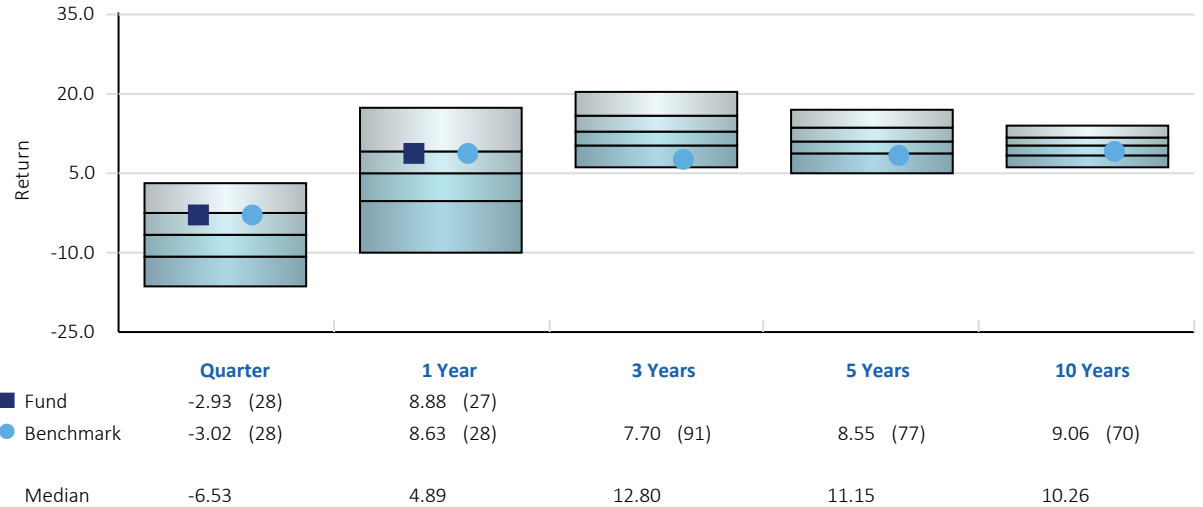 35.0
20.0
5.0
-10.0
-25.0
Return
Quarter 1 Year 3 Years 5 Years 10 Years
Fund -2.93 (28) 8.88 (27)
Benchmark -3.02 (28) 8.63 (28) 7.70 (91) 8.55 (77) 9.06 (70)
Median -6.53 4.89 12.80 11.15 10.26